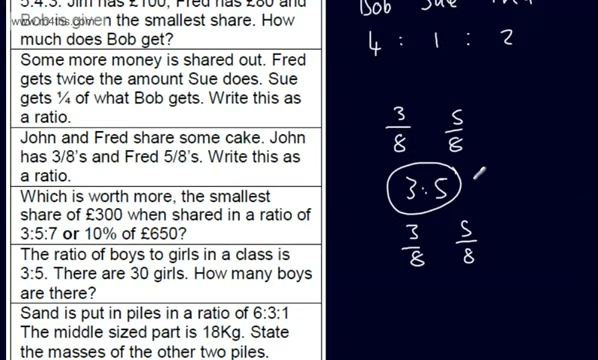 5:4:3. Jim has £100, Fred has £80 and
Bob is given the smallest share. How
much does Bob get?
Some more money is shared out. Fred
gets twice the amount Sue does. Sue
gets ¼ of what Bob gets. Write this as
a ratio.
John and Fred share some cake. John
has 3/8's and Fred 5/8's. Write this as
a ratio.
Which is worth more, the smallest
share of £300 when shared in a ratio of
3:5:7 or 10% of £650?
The ratio of boys to girls in a class is
3:5. There are 30 girls. How many boys
are there?
Sand is put in piles in a ratio of 6:3:1
The middle sized part is 18Kg. State
the masses of the other two piles.
Bob Sue
4 : 1 : 2
3/8 5/8
3:5
3/8 5/8